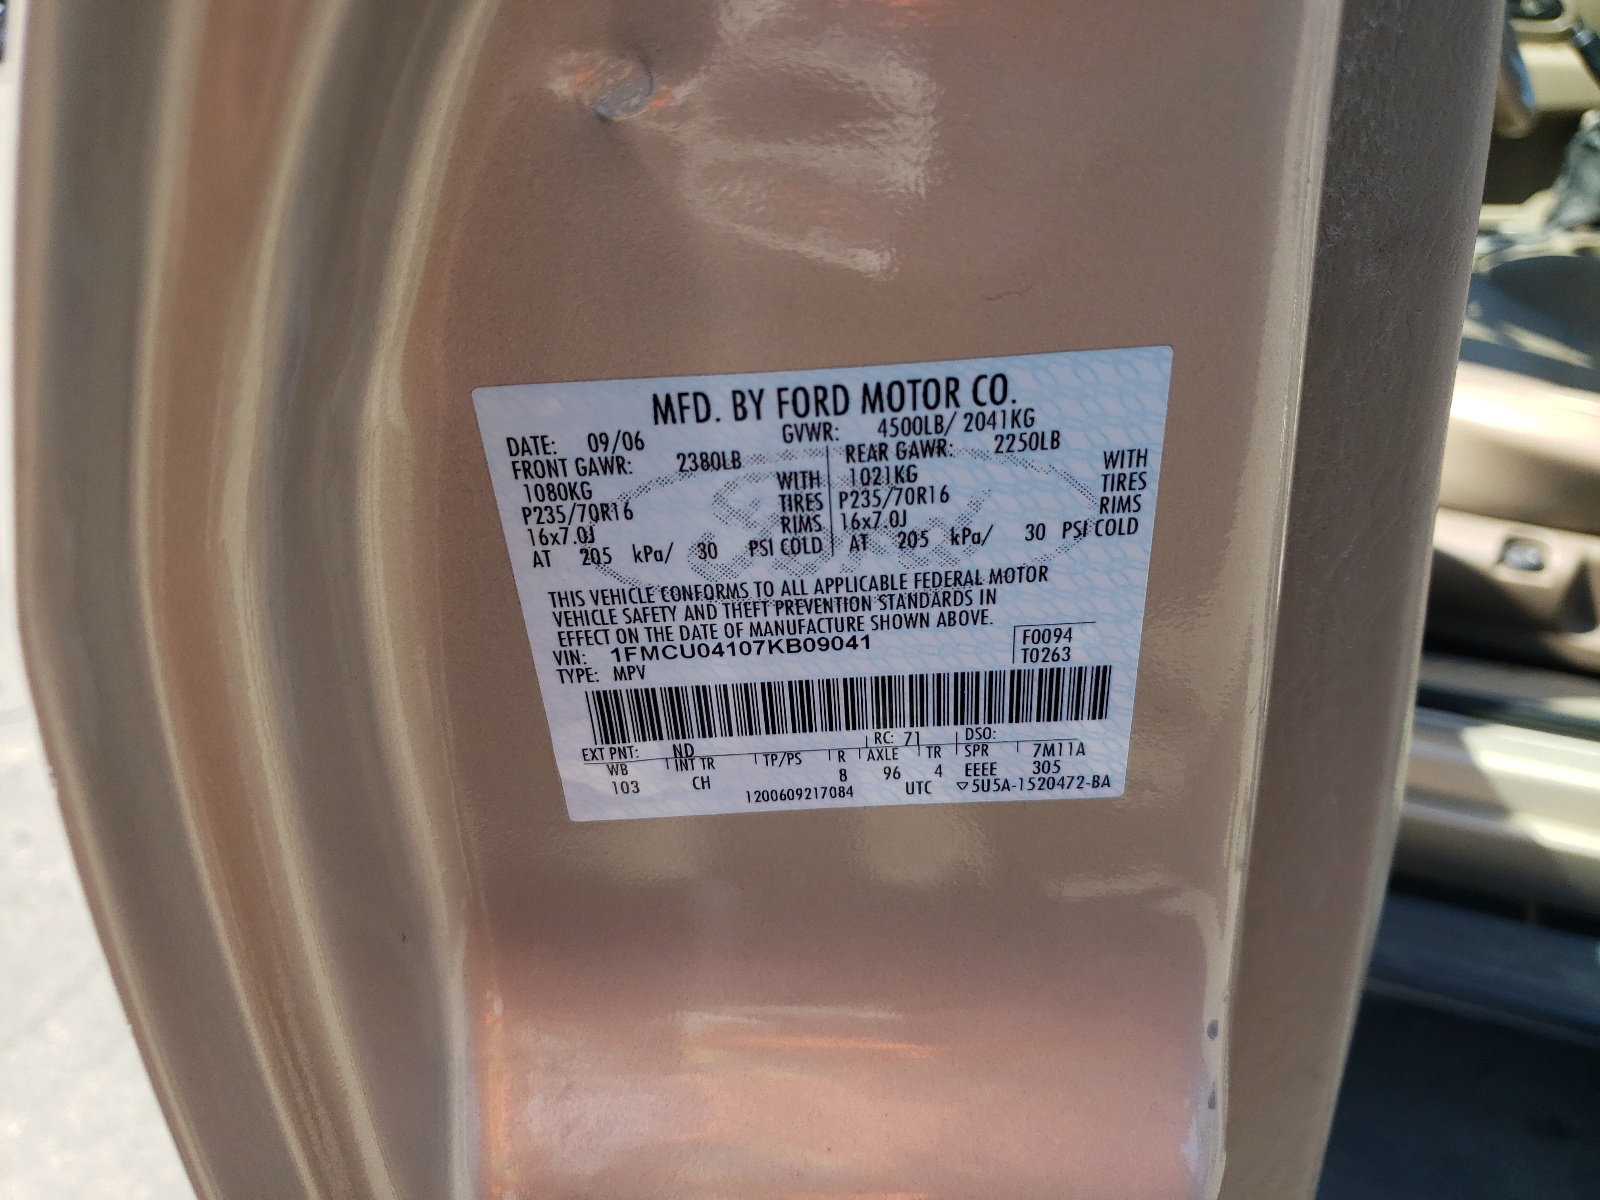 MFD. BY FORD MOTOR CO.
DATE: 09/06 GVWR: 4500LB/ 2041KG
FRONT GAWR: 2380LB REAR GAWR: 2250LB
1080KG WITH 1021KG WITH
P235/70R16 TIRES P235/70R16 TIRES
16x7.0J RIMS 16x7.0J RIMS
AT 205 kPa/ 30 PSI COLD AT 205 kPa/ 30 PSI COLD
THIS VEHICLE CONFORMS TO ALL APPLICABLE FEDERAL MOTOR
VEHICLE SAFETY AND THEFT PREVENTION STANDARDS IN
EFFECT ON THE DATE OF MANUFACTURE SHOWN ABOVE.
VIN: 1FMCU04107KB09041 F0094
TYPE: MPV T0263
EXT PNT: ND RC: 71 DSO:
WB INT TR TP/PS R AXLE TR SPR 7M11A
103 CH 8 96 4 EEEE 305
1200609217084 UTC ▽5U5A-1520472-BA
Ford